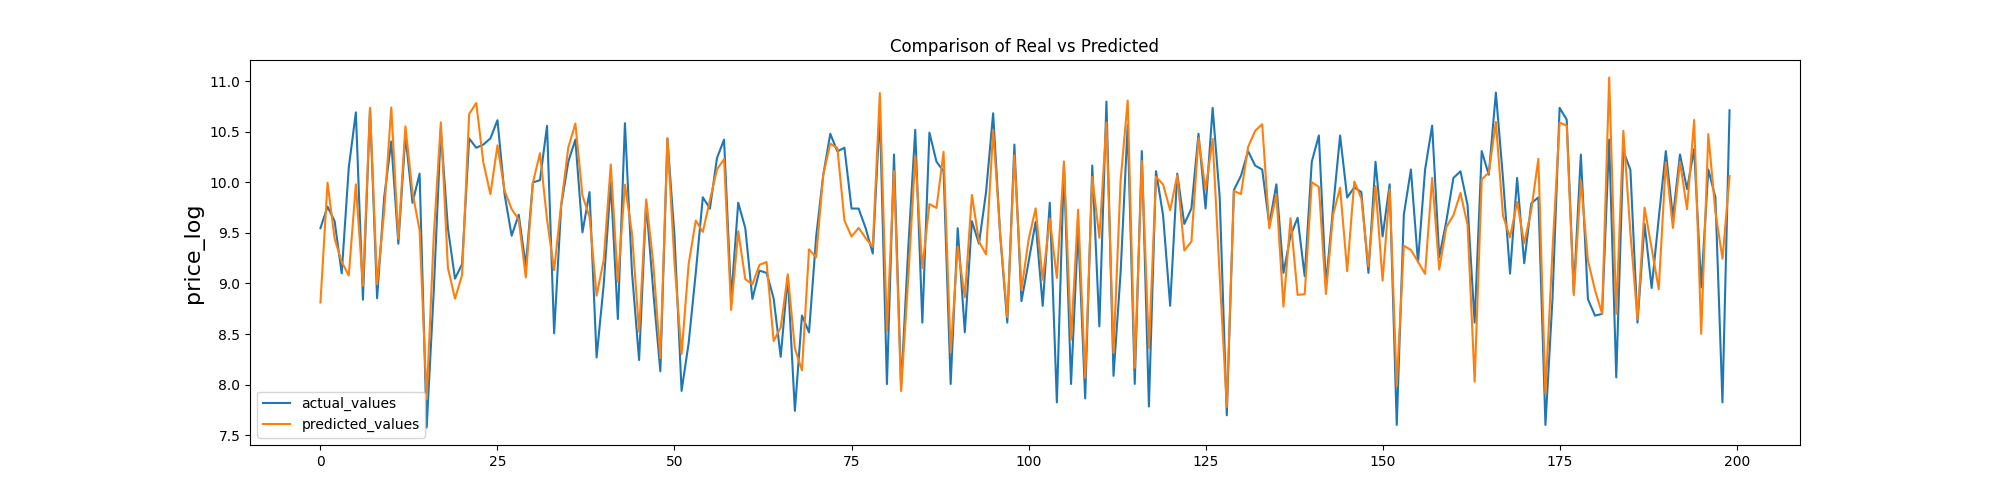 Comparison of Real vs Predicted
price_log
11.0
10.5
10.0
9.5
9.0
8.5
8.0
7.5
actual_values
predicted_values
0 25 50 75 100 125 150 175 200